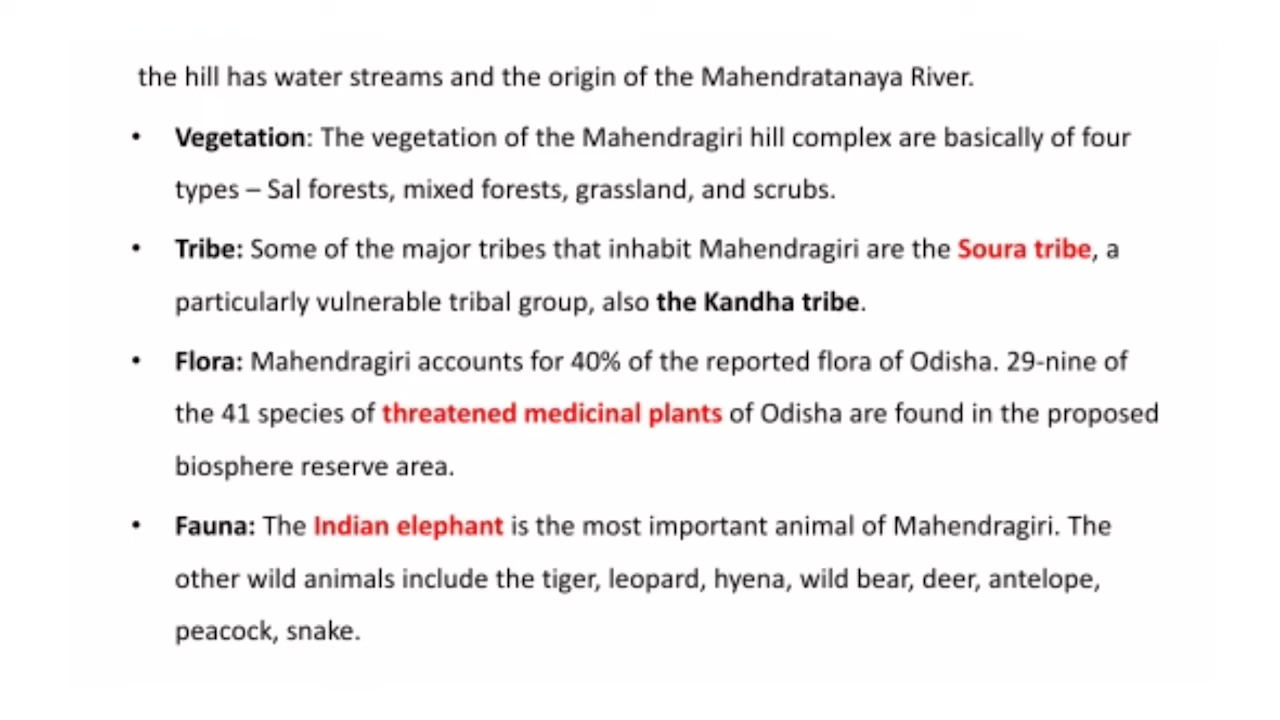 the hill has water streams and the origin of the Mahendratanaya River.
• Vegetation: The vegetation of the Mahendragiri hill complex are basically of four
types – Sal forests, mixed forests, grassland, and scrubs.
• Tribe: Some of the major tribes that inhabit Mahendragiri are the Soura tribe, a
particularly vulnerable tribal group, also the Kandha tribe.
• Flora: Mahendragiri accounts for 40% of the reported flora of Odisha. 29-nine of
the 41 species of threatened medicinal plants of Odisha are found in the proposed
biosphere reserve area.
• Fauna: The Indian elephant is the most important animal of Mahendragiri. The
other wild animals include the tiger, leopard, hyena, wild bear, deer, antelope,
peacock, snake.